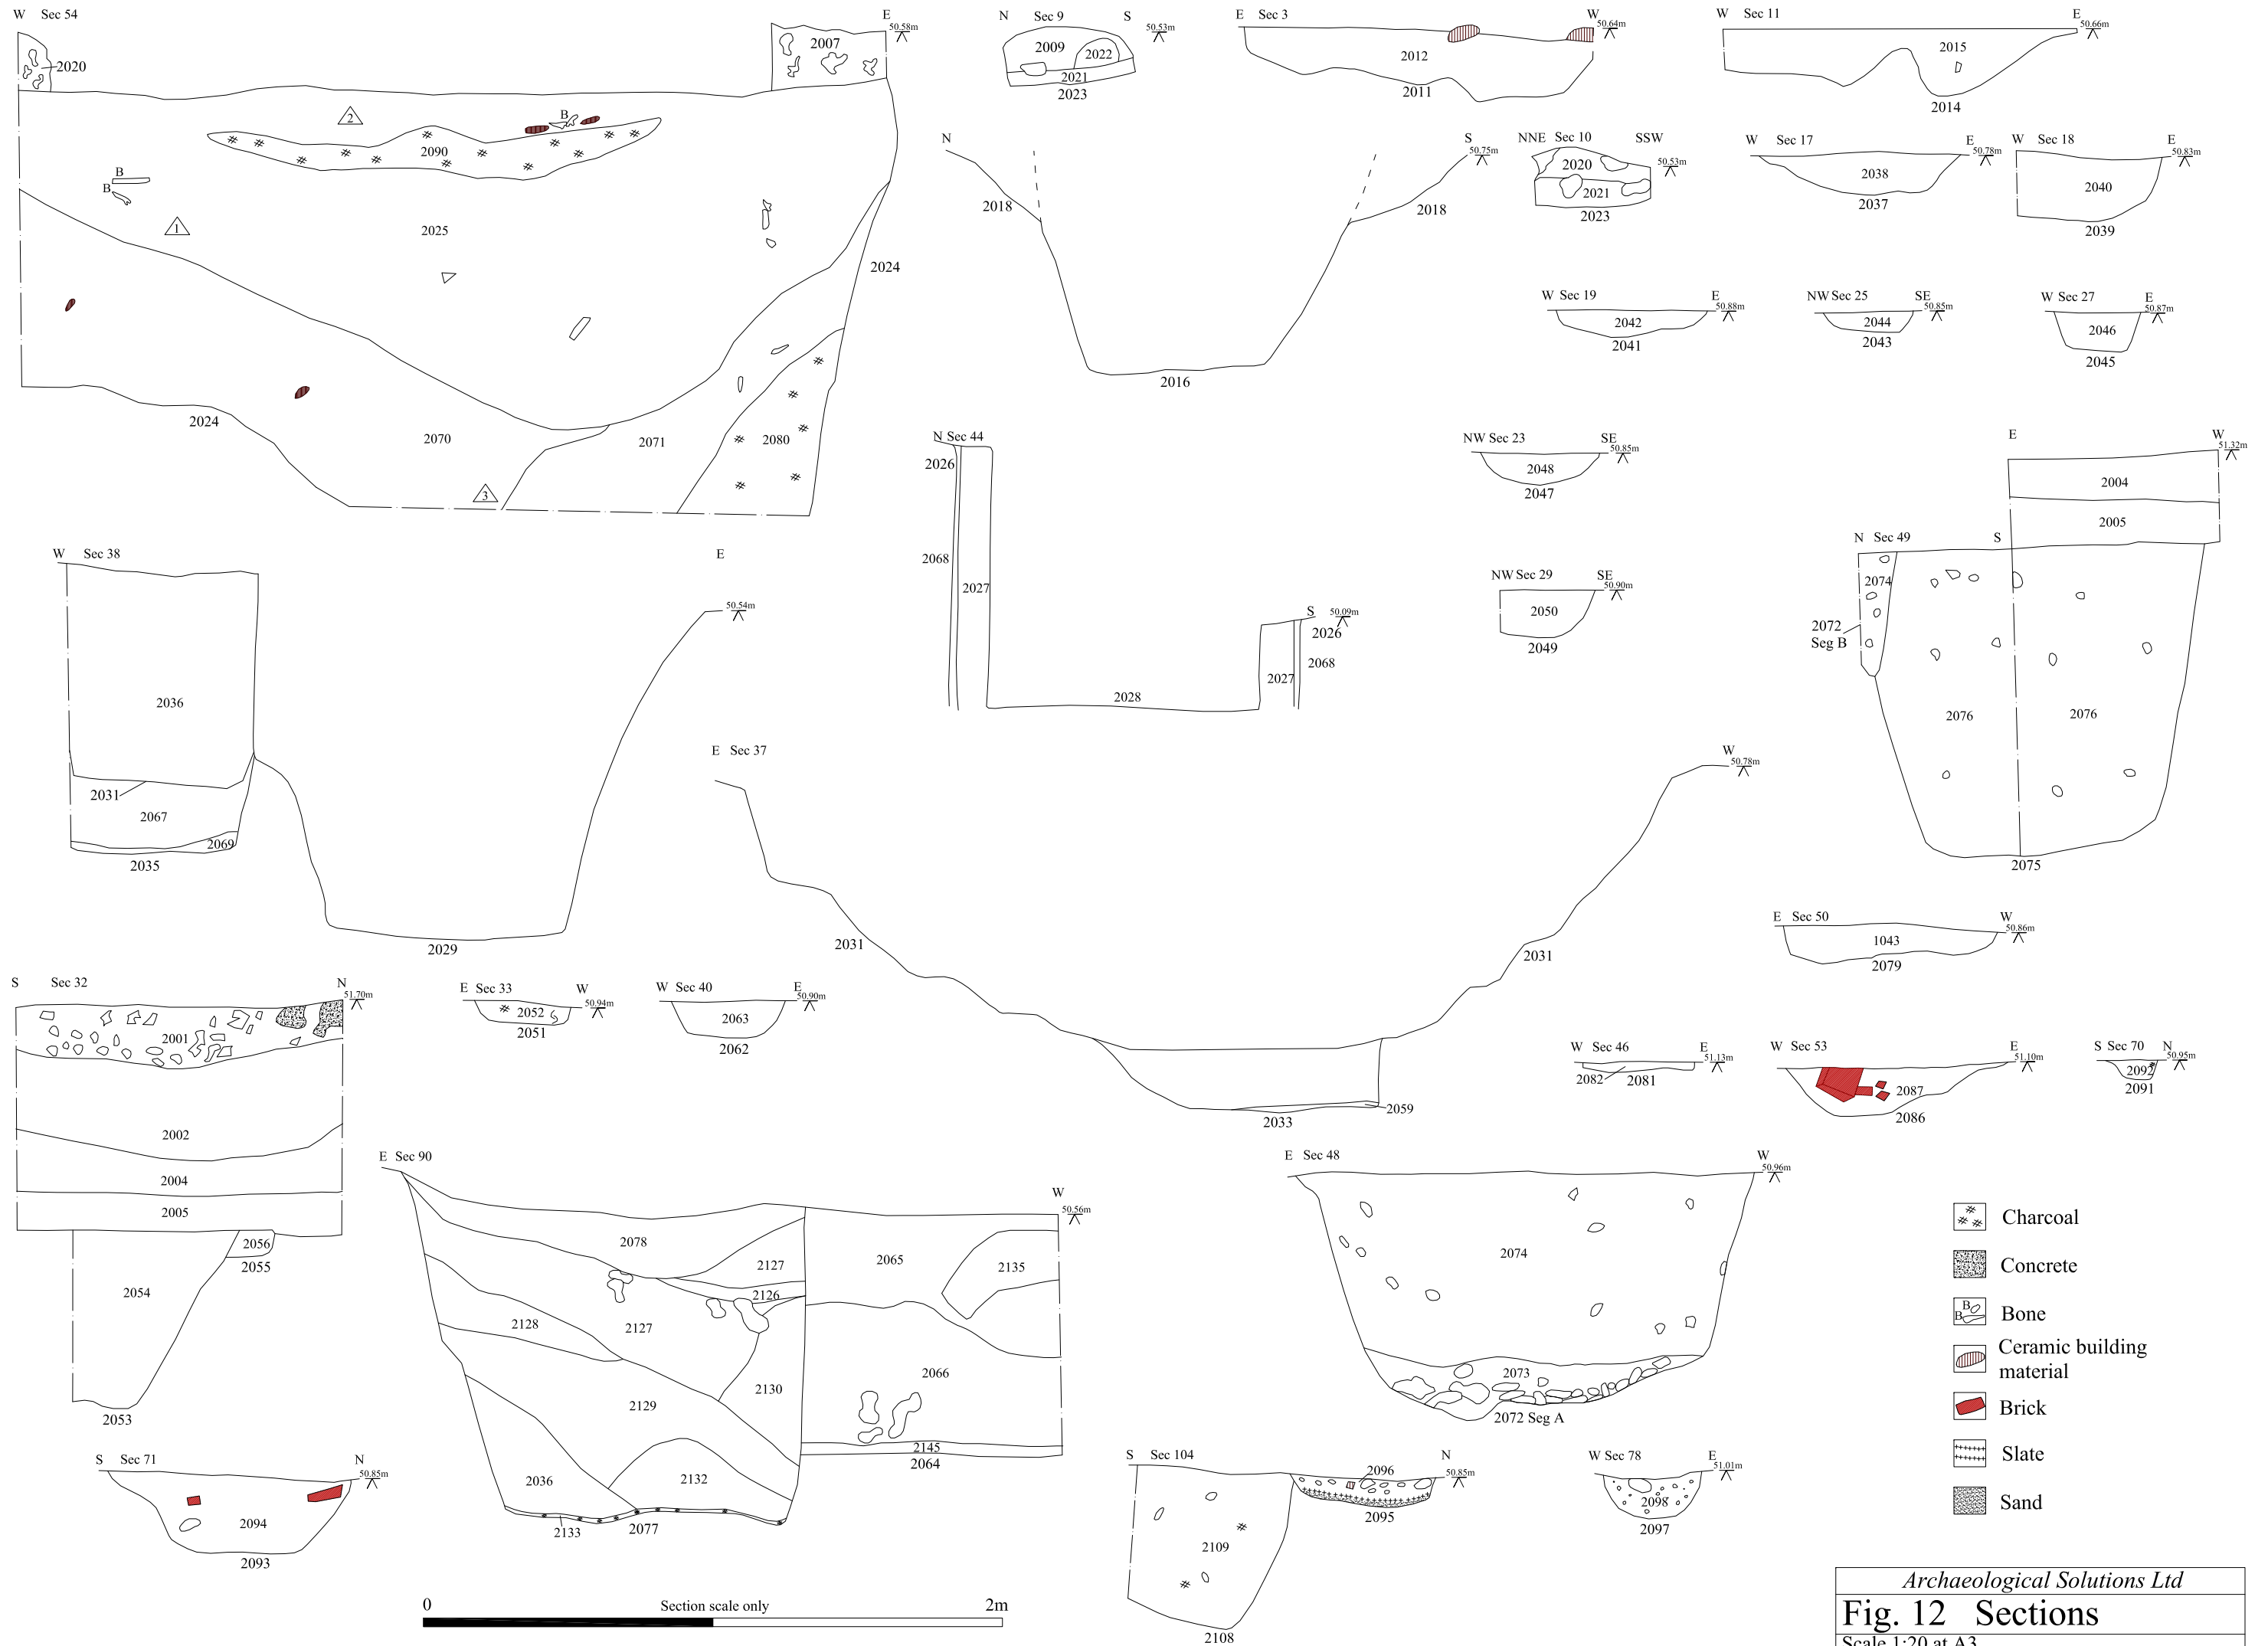 W Sec 54 E
50.58m
2020
2007
2
B
2090
B
B
1
2025
2024
2024
2070
2071
2080
3
N Sec 9 S
50.53m
2009
2022
2021
2023
E Sec 3 W
50.64m
2012
2011
W Sec 11 E
50.66m
2015
2014
N S
50.75m
2018
2018
2016
NNE Sec 10 SSW
50.53m
2020
2021
2023
W Sec 17 E
50.78m
2038
2037
W Sec 18 E
50.83m
2040
2039
W Sec 19 E
50.88m
2042
2041
NW Sec 25 SE
50.85m
2044
2043
W Sec 27 E
50.87m
2046
2045
N Sec 44
2026
2068
2027
2028
S 50.09m
2026
2027
2068
NW Sec 23 SE
50.85m
2048
2047
NW Sec 29 SE
50.90m
2050
2049
E W
51.32m
2004
2005
N Sec 49 S
2074
2072
Seg B
2076
2076
2075
W Sec 38 E
50.54m
2036
2031
2067
2069
2035
2029
E Sec 37 W
50.78m
2031
2031
2059
2033
E Sec 50 W
50.86m
1043
2079
S Sec 32 N
51.70m
2001
2002
2004
2005
2056
2055
2054
2053
E Sec 33 W
50.94m
2052
2051
W Sec 40 E
50.90m
2063
2062
W Sec 46 E
51.13m
2082
2081
W Sec 53 E
51.10m
2087
2086
S Sec 70 N
50.95m
2092
2091
E Sec 90 W
50.56m
2078
2127
2126
2065
2135
2128
2127
2130
2066
2129
2145
2064
2036
2132
2133
2077
E Sec 48 W
50.96m
2074
2073
2072 Seg A
S Sec 71 N
50.85m
2094
2093
S Sec 104 N
50.85m
2096
2095
2109
2108
W Sec 78 E
51.01m
2098
2097
Charcoal
Concrete
B
B
Bone
Ceramic building
material
Brick
Slate
Sand
0 Section scale only 2m
Archaeological Solutions Ltd
Fig. 12 Sections
Scale 1:20 at A3